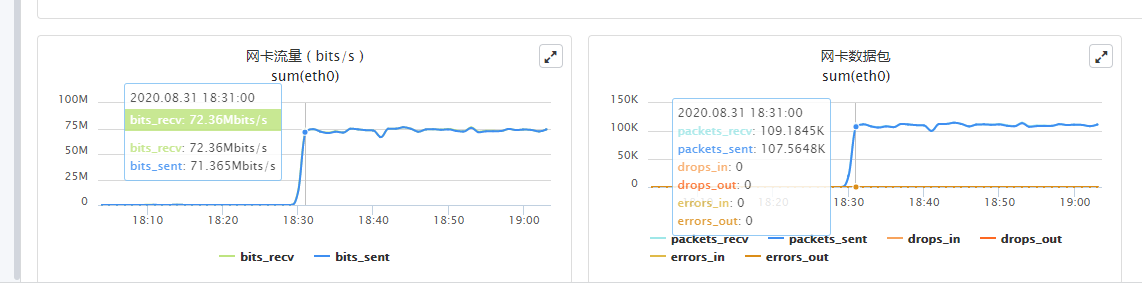 网卡流量 ( bits/s )
sum(eth0)
100M
75M
50M
25M
0
2020.08.31 18:31:00
bits_recv: 72.36Mbits/s
bits_recv: 72.36Mbits/s
bits_sent: 71.365Mbits/s
18:10
18:20
18:30
18:40
18:50
19:00
bits_recv
bits_sent
网卡数据包
sum(eth0)
150K
100K
50K
0
2020.08.31 18:31:00
packets_recv: 109.1845K
packets_sent: 107.5648K
drops_in: 0
drops_out: 0
errors_in: 0
errors_out: 0
18:10
18:20
18:30
18:40
18:50
19:00
packets_recv
packets_sent
drops_in
drops_out
errors_in
errors_out